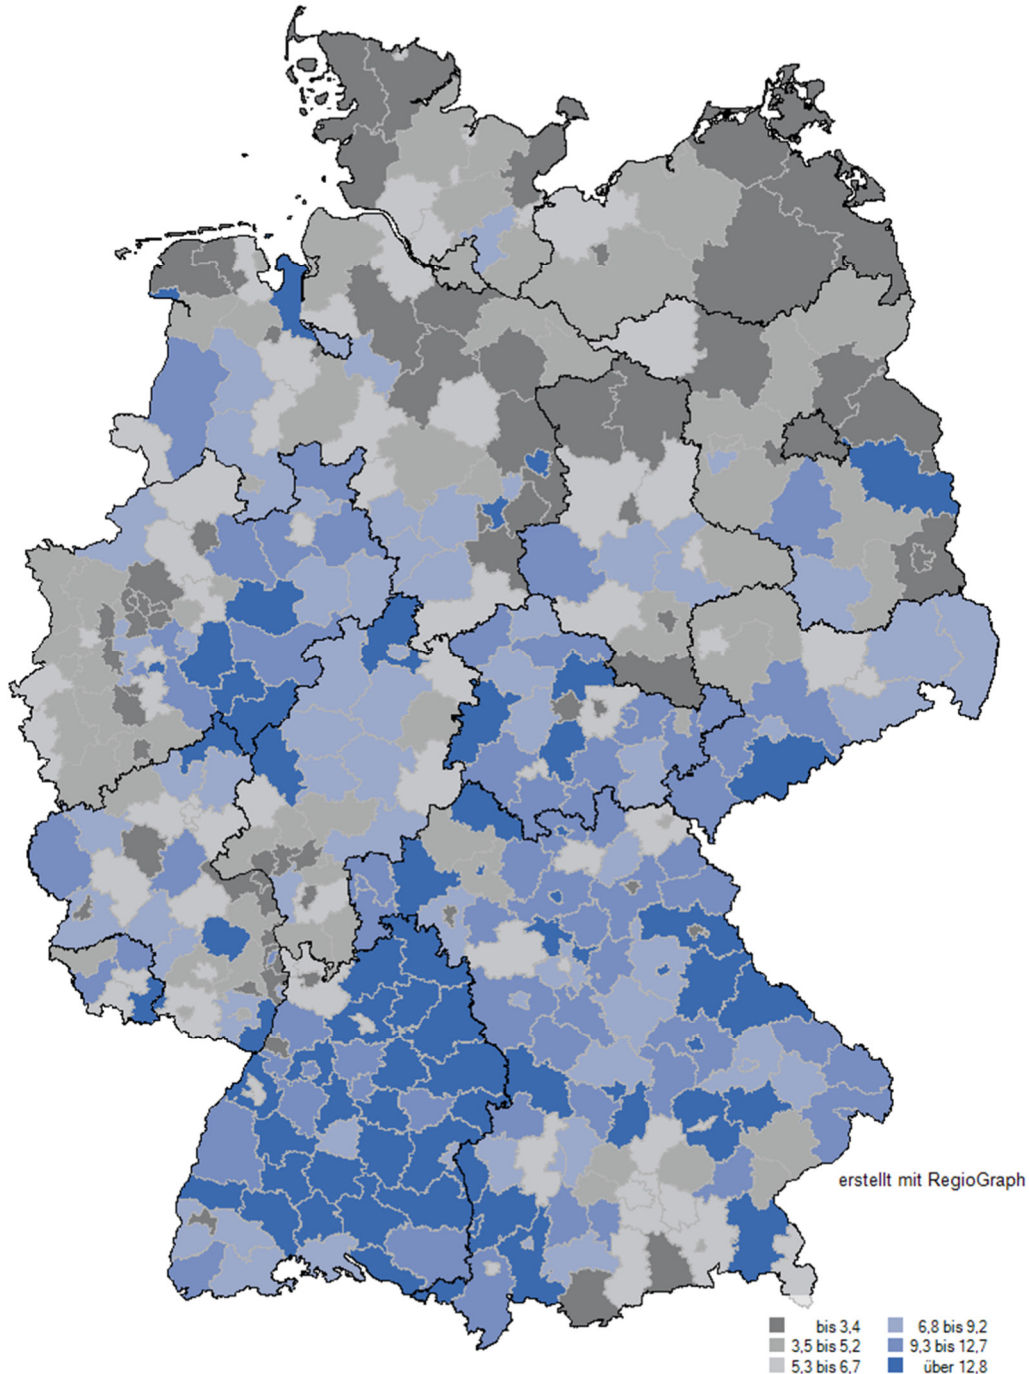 erstellt mit RegioGraph
bis 3,4
6,8 bis 9,2
3,5 bis 5,2
9,3 bis 12,7
5,3 bis 6,7
über 12,8